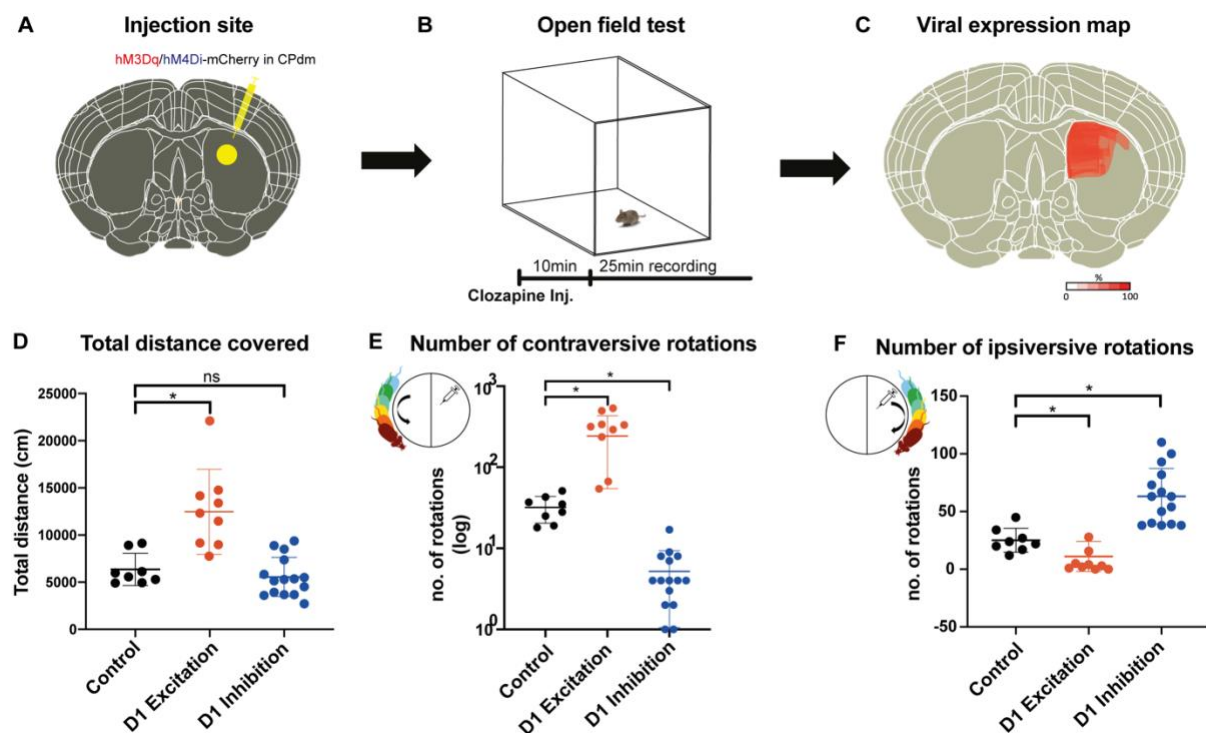 A Injection site
hM3Dq/hM4Di-mCherry in CPdm
B Open field test
10min 25min recording
Clozapine Inj.
C Viral expression map
%
0 100
D Total distance covered
ns
*
Total distance (cm)
25000
20000
15000
10000
5000
0
Control
D1 Excitation
D1 Inhibition
E Number of contraversive rotations
*
*
no. of rotations
(log)
10³
10²
10¹
10⁰
Control
D1 Excitation
D1 Inhibition
F Number of ipsiversive rotations
*
*
no. of rotations
150
100
50
0
-50
Control
D1 Excitation
D1 Inhibition